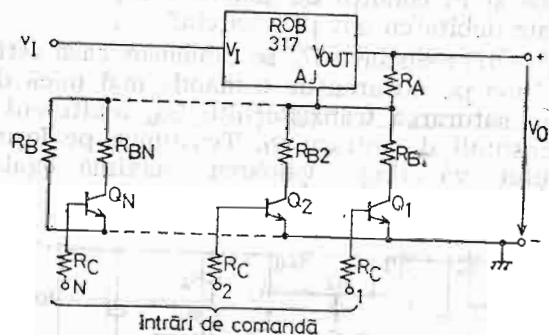 ROB
317
V_I
V_I
V_OUT
+
AJ
R_A
R_B
R_BN
R_B2
R_B1
V_O
Q_N
Q_2
Q_1
R_C
R_C
R_C
N
2
1
-
Intrări de comandă